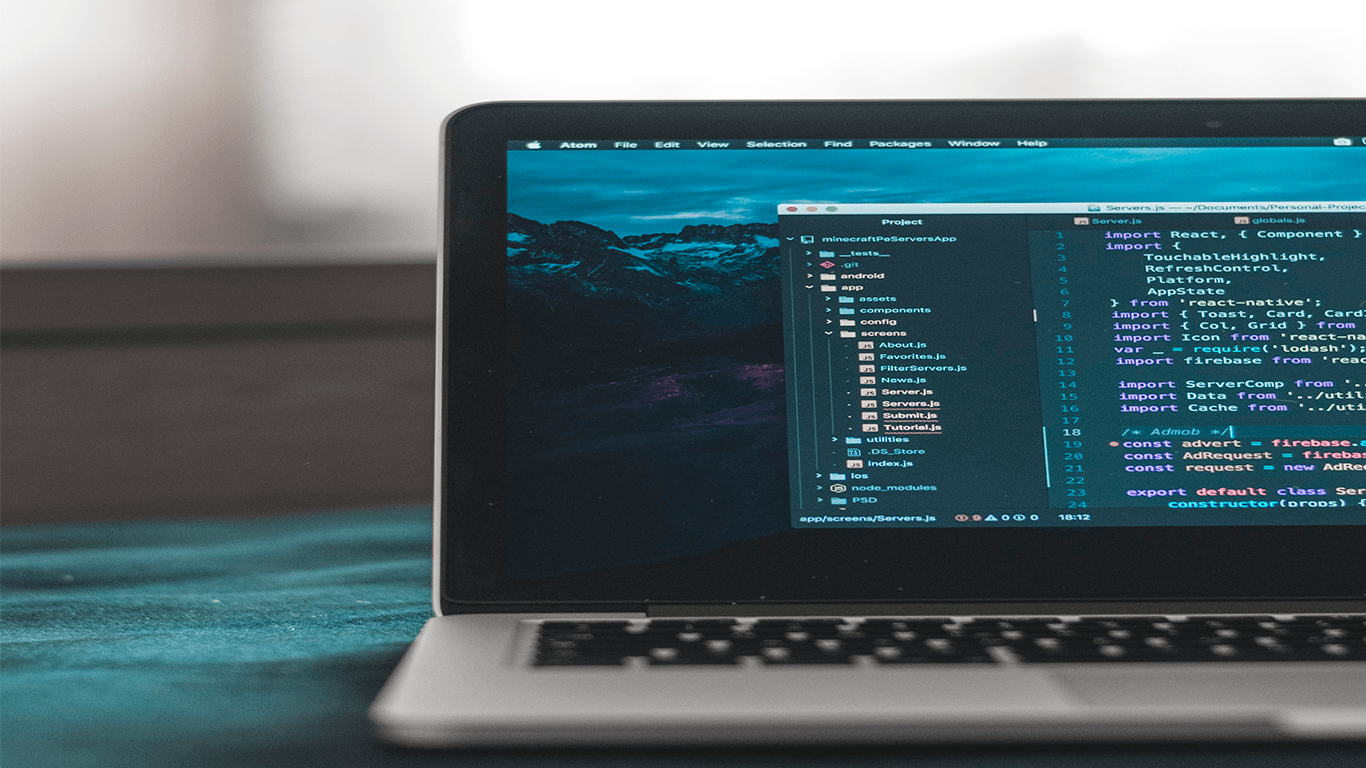 Atom File Edit View Selection Find Packages Window Help
Servers.js — ~/Documents/Personal-Projec
Project
Server.js
globals.js
minecraftPeServersApp
__tests__
.git
android
app
assets
components
config
screens
About.js
Favorites.js
FilterServers.js
News.js
Server.js
Servers.js
Submit.js
Tutorial.js
utilities
.DS_Store
index.js
ios
node_modules
PSD
1 import React, { Component }
2 import {
3 TouchableHighlight,
4 RefreshControl,
5 Platform,
6 AppState
7 } from 'react-native';
8 import { Toast, Card, Card
9 import { Col, Grid } from
10 import Icon from 'react-na
11 var _ = require('lodash');
12 import firebase from 'reac
13
14 import ServerComp from '..
15 import Data from '../util
16 import Cache from '../uti
17
18 /* Admob */
19 const advert = firebase.a
20 const AdRequest = firebas
21 const request = new AdRe
22
23 export default class Ser
24 constructor(props) {
app/screens/Servers.js 9 0 0 18:12